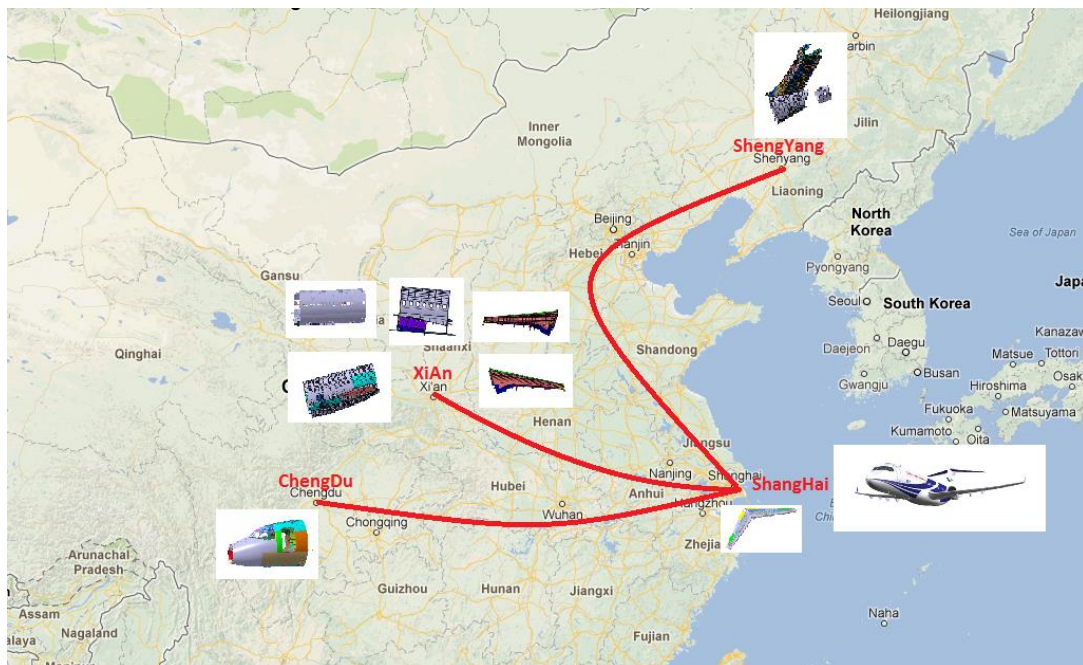 Heilongjiang
arbin
Inner
Mongolia
Jilin
ShengYang
Shenyang
Liaoning
Beijing
Tianjin
Hebei
North
Korea
Sea of Japan
Pyongyang
Gansu
Seoul
South Korea
Japa
Kanazaw
Qinghai
Shaanxi
Shandong
Daejeon
Daegu
Gwangju
Busan
Matsue
Tottori
Hiroshima
Osak
Matsuyama
XiAn
Xi'an
Henan
Fukuoka
Kumamoto
Oita
Jiangsu
ChengDu
Chengdu
Hubei
Nanjing
Shanghai
ShangHai
Anhui
Hangzhou
Wuhan
Chongqing
Zhejia
Arunachal
Pradesh
Guizhou
Hunan
Jiangxi
Assam
Nagaland
Naha
Fujian